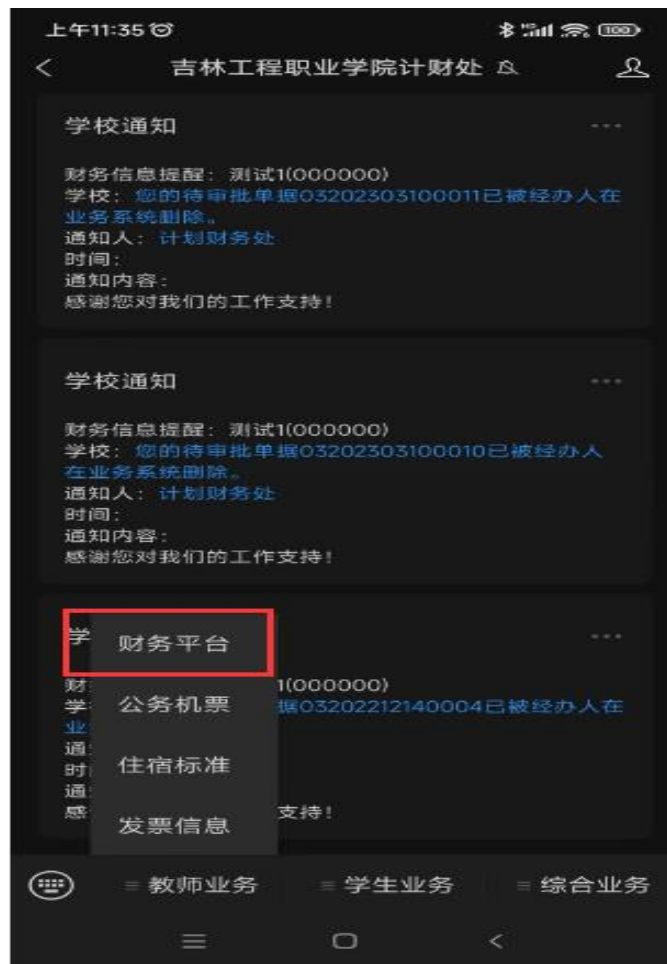 上午11:35
100
吉林工程职业学院计财处
学校通知
财务信息提醒：测试1(000000)
学校：您的待审批单据03202303100011已被经办人在
业务系统删除。
通知人：计划财务处
时间：
通知内容：
感谢您对我们的工作支持！
学校通知
财务信息提醒：测试1(000000)
学校：您的待审批单据03202303100010已被经办人
在业务系统删除。
通知人：计划财务处
时间：
通知内容：
感谢您对我们的工作支持！
学
财务平台
财
1(000000)
学
公务机票
据03202212140004已被经办人在
业
通
住宿标准
时
通
感
支持！
发票信息
教师业务
学生业务
综合业务